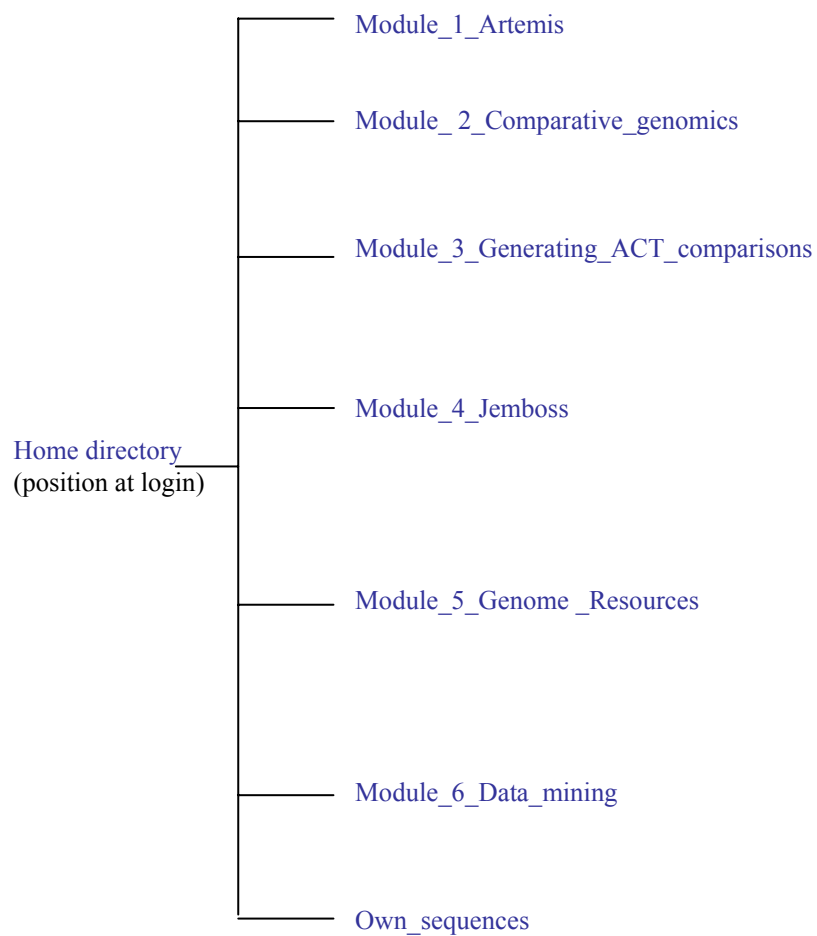 Module_1_Artemis
Module_ 2_Comparative_genomics
Module_3_Generating_ACT_comparisons
Module_4_Jemboss
Home directory
(position at login)
Module_5_Genome _Resources
Module_6_Data_mining
Own_sequences